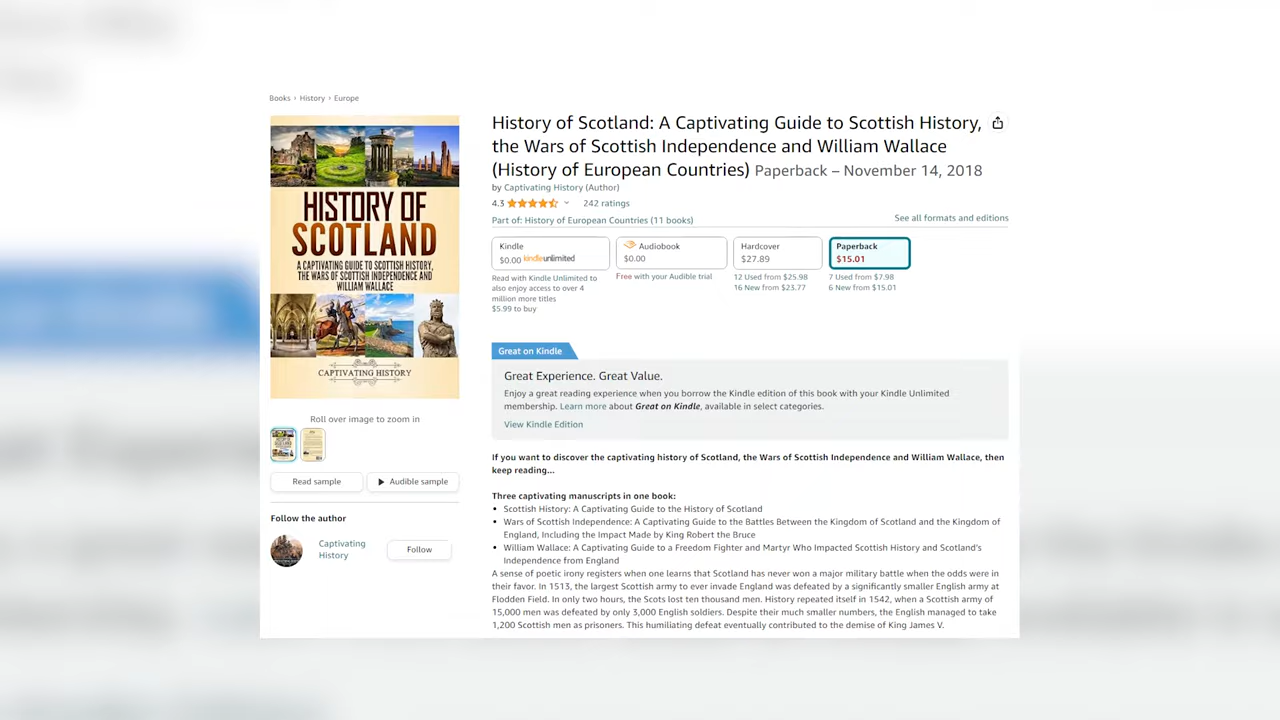 Books › History › Europe
HISTORY OF
SCOTLAND
A CAPTIVATING GUIDE TO SCOTTISH HISTORY,
THE WARS OF SCOTTISH INDEPENDENCE AND
WILLIAM WALLACE
CAPTIVATING HISTORY
Roll over image to zoom in
Read sample
Audible sample
Follow the author
Captivating
History
Follow
History of Scotland: A Captivating Guide to Scottish History,
the Wars of Scottish Independence and William Wallace
(History of European Countries) Paperback – November 14, 2018
by Captivating History (Author)
4.3 242 ratings
Part of: History of European Countries (11 books)
See all formats and editions
Kindle
$0.00 kindleunlimited
Read with Kindle Unlimited to
also enjoy access to over 4
million more titles
$5.99 to buy
Audiobook
$0.00
Free with your Audible trial
Hardcover
$27.89
12 Used from $25.98
16 New from $23.77
Paperback
$15.01
7 Used from $7.98
6 New from $15.01
Great on Kindle
Great Experience. Great Value.
Enjoy a great reading experience when you borrow the Kindle edition of this book with your Kindle Unlimited
membership. Learn more about Great on Kindle, available in select categories.
View Kindle Edition
If you want to discover the captivating history of Scotland, the Wars of Scottish Independence and William Wallace, then
keep reading...
Three captivating manuscripts in one book:
• Scottish History: A Captivating Guide to the History of Scotland
• Wars of Scottish Independence: A Captivating Guide to the Battles Between the Kingdom of Scotland and the Kingdom of
England, Including the Impact Made by King Robert the Bruce
• William Wallace: A Captivating Guide to a Freedom Fighter and Martyr Who Impacted Scottish History and Scotland's
Independence from England
A sense of poetic irony registers when one learns that Scotland has never won a major military battle when the odds were in
their favor. In 1513, the largest Scottish army to ever invade England was defeated by a significantly smaller English army at
Flodden Field. In only two hours, the Scots lost ten thousand men. History repeated itself in 1542, when a Scottish army of
15,000 men was defeated by only 3,000 English soldiers. Despite their much smaller numbers, the English managed to take
1,200 Scottish men as prisoners. This humiliating defeat eventually contributed to the demise of King James V.